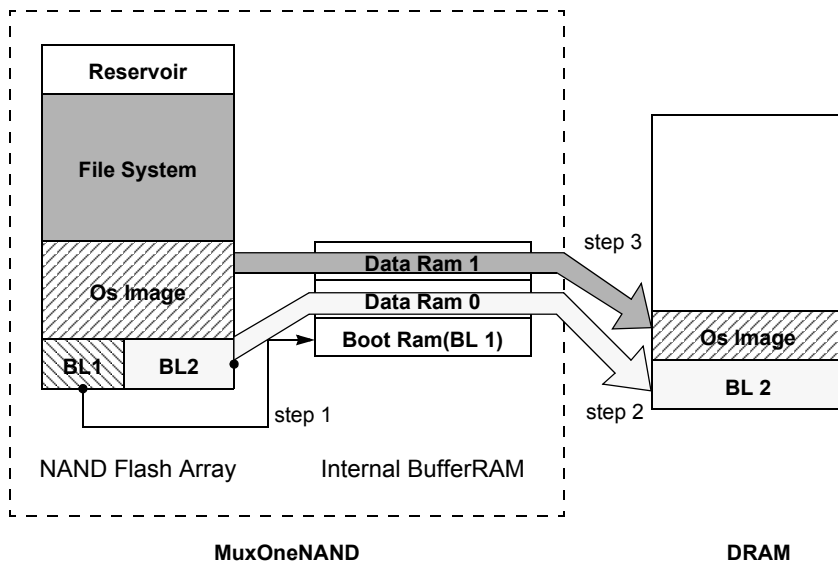 Reservoir
File System
Os Image
BL1
BL2
step 1
NAND Flash Array
Data Ram 1
Data Ram 0
Boot Ram(BL 1)
Internal BufferRAM
step 3
step 2
Os Image
BL 2
MuxOneNAND
DRAM